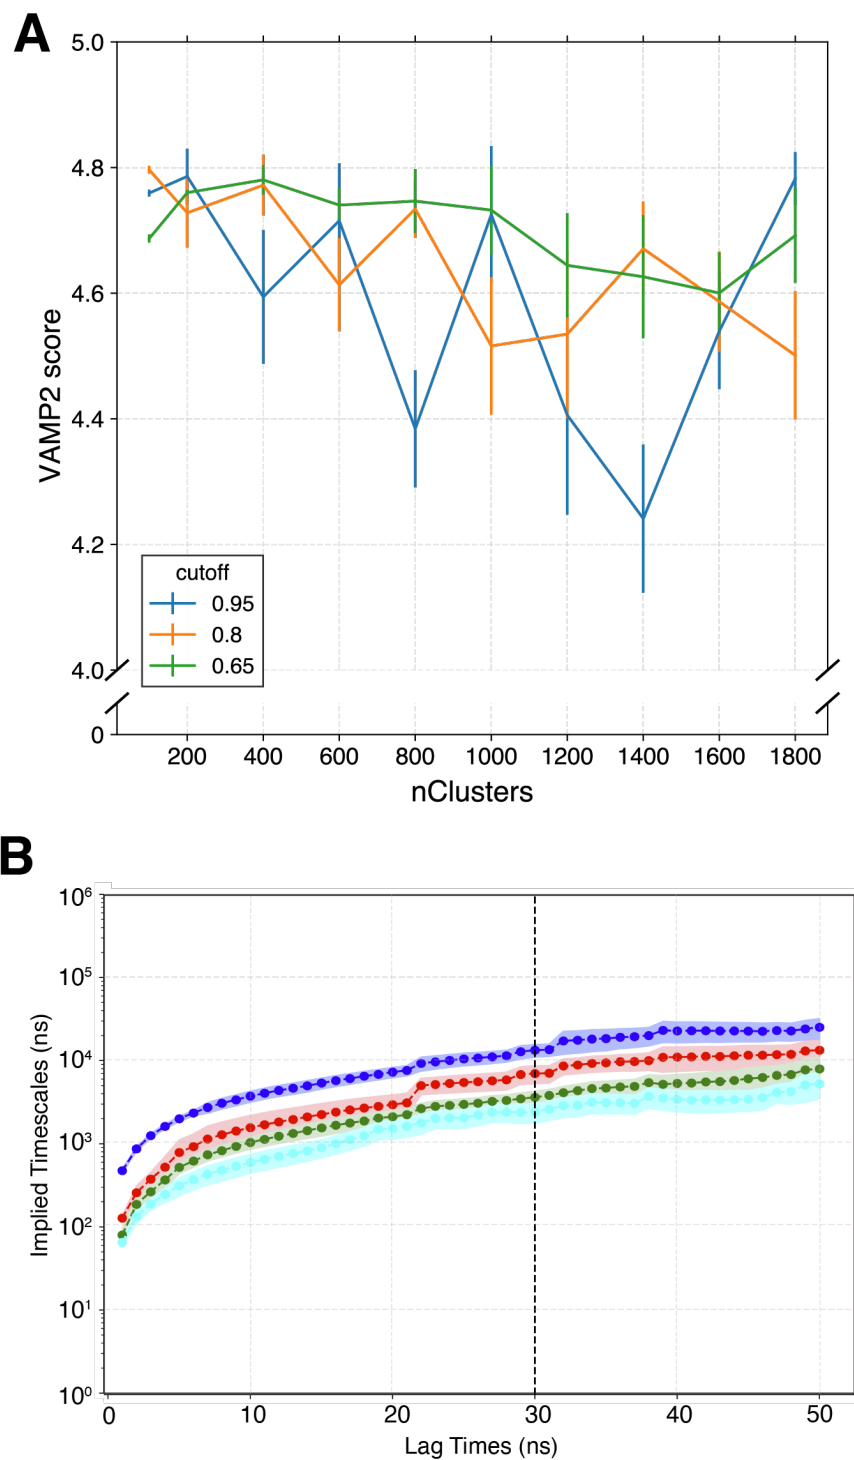 A
5.0
4.8
4.6
4.4
4.2
4.0
0
VAMP2 score
cutoff
0.95
0.8
0.65
200 400 600 800 1000 1200 1400 1600 1800
nClusters
B
10⁶
10⁵
10⁴
10³
10²
10¹
10⁰
Implied Timescales (ns)
0 10 20 30 40 50
Lag Times (ns)